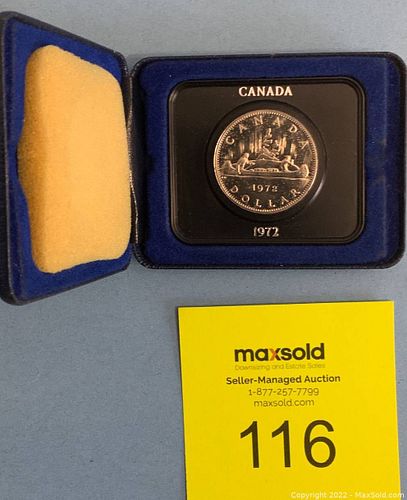 CANADA
CANADA
1972
DOLLAR
1972
maxsold
Downsizing and Estate Sales
Seller-Managed Auction
1-877-257-7799
maxsold.com
116
Copyright 2022 - MaxSold.com